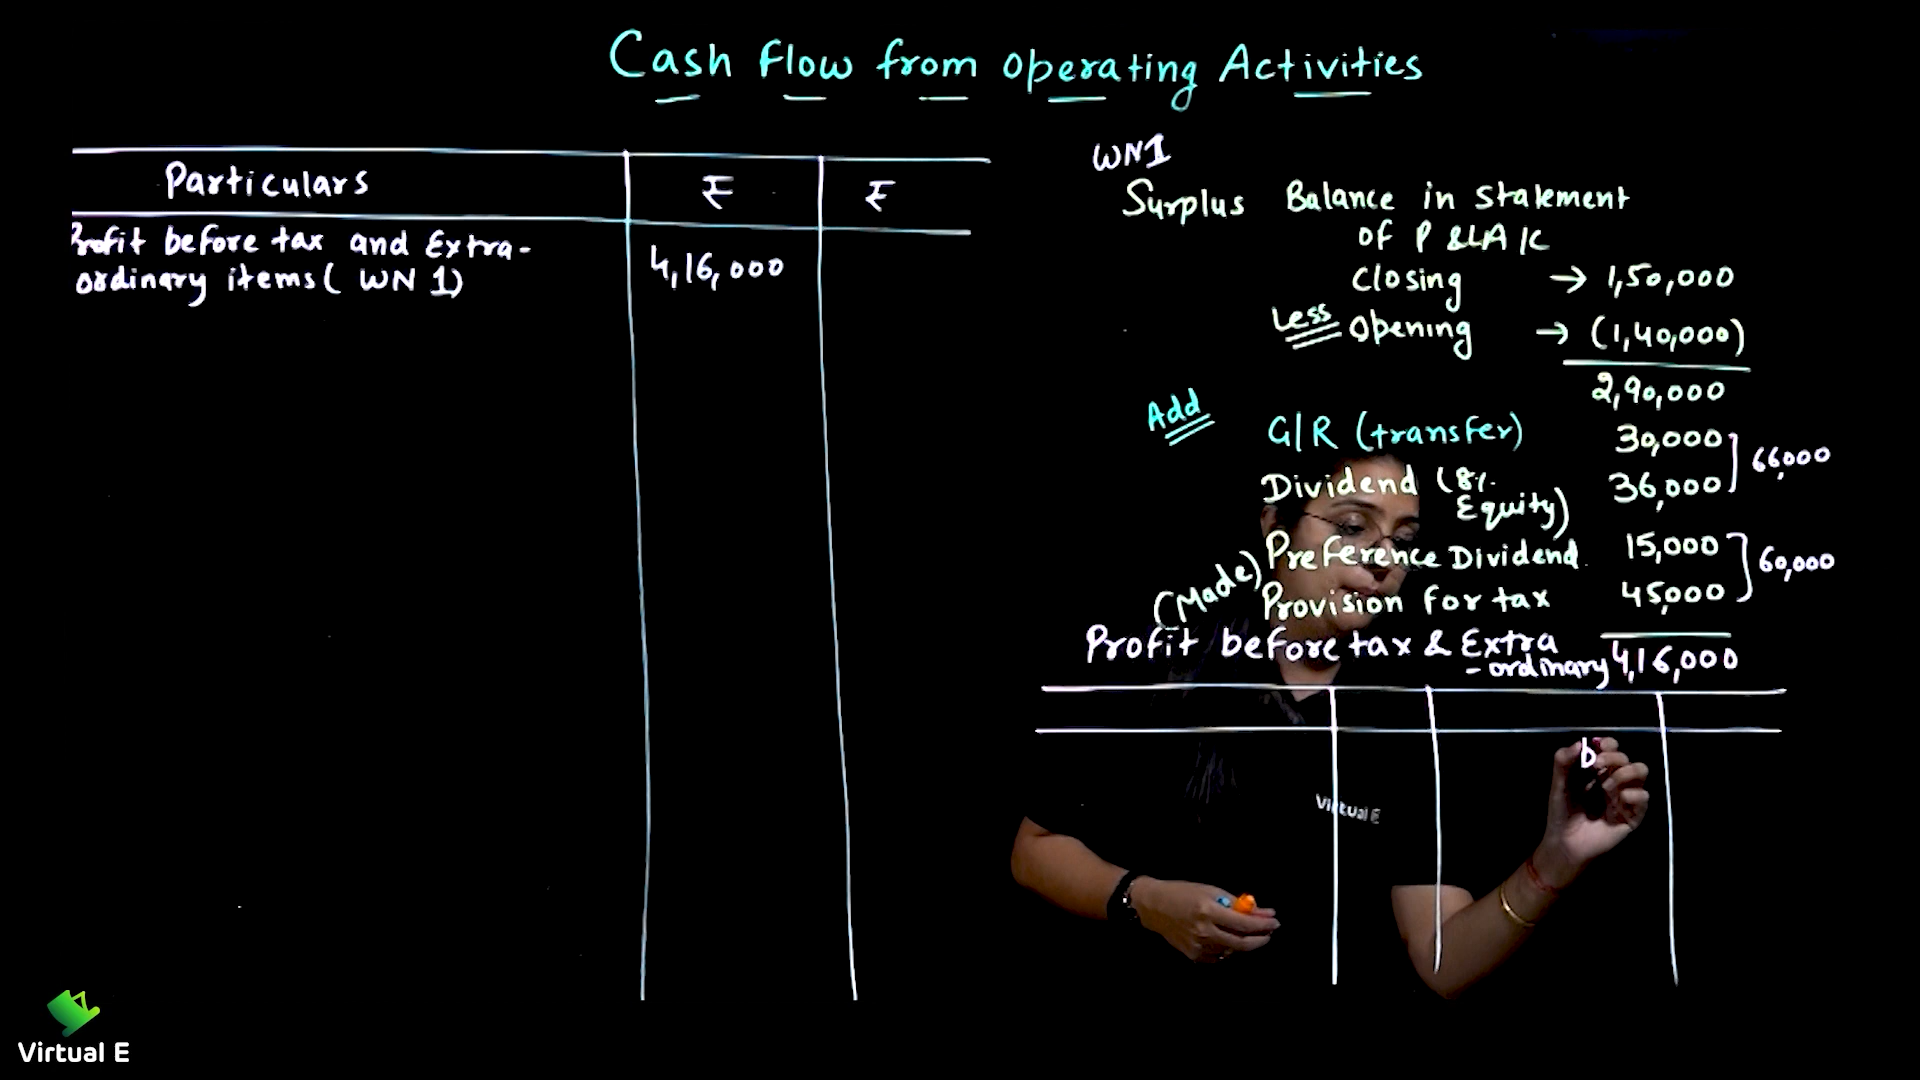 Cash Flow from Operating Activities
Particulars ₹ ₹
Profit before tax and Extra-
ordinary items ( WN 1) 4,16,000
WN1
Surplus Balance in Statement
of P & L A/C
Closing → 1,50,000
Less Opening → (1,40,000)
2,90,000
Add
G/R (transfer) 30,000
66,000
Dividend (8%
Equity) 36,000
Preference Dividend 15,000
60,000
(Made) Provision for tax 45,000
Profit before tax & Extra
-ordinary 4,16,000
b
Virtual E
Virtual E